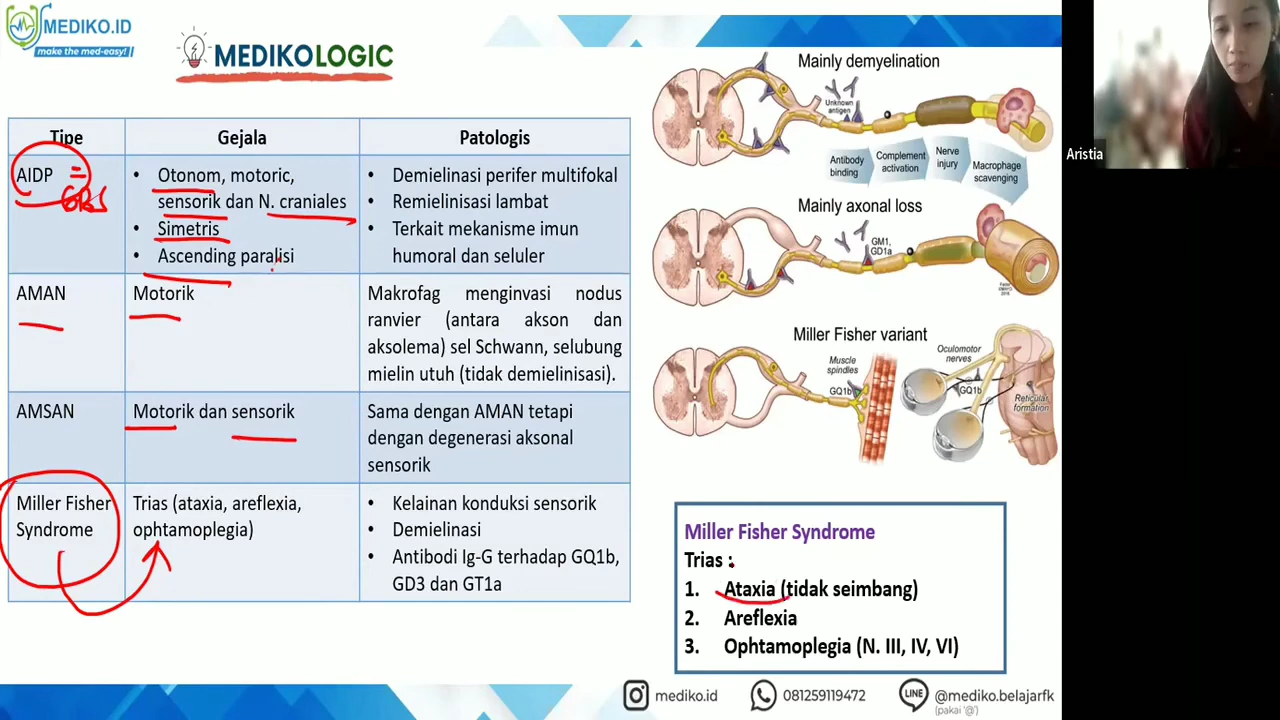 MEDIKO.ID
make the med-easy!
MEDIKOLOGIC
Tipe
Gejala
Patologis
AIDP
= GBS
• Otonom, motoric,
sensorik dan N. craniales
• Simetris
• Ascending paralisi
• Demielinasi perifer multifokal
• Remielinisasi lambat
• Terkait mekanisme imun
humoral dan seluler
AMAN
Motorik
Makrofag menginvasi nodus
ranvier (antara akson dan
aksolema) sel Schwann, selubung
mielin utuh (tidak demielinisasi).
AMSAN
Motorik dan sensorik
Sama dengan AMAN tetapi
dengan degenerasi aksonal
sensorik
Miller Fisher
Syndrome
Trias (ataxia, areflexia,
ophtamoplegia)
• Kelainan konduksi sensorik
• Demielinasi
• Antibodi Ig-G terhadap GQ1b,
GD3 dan GT1a
Mainly demyelination
Unknown
antigen
Antibody
binding
Complement
activation
Nerve
injury
Macrophage
scavenging
Mainly axonal loss
GM1,
GD1a
Miller Fisher variant
Muscle
spindles
GQ1b
Oculomotor
nerves
GQ1b
Reticular
formation
Miller Fisher Syndrome
Trias :
1. Ataxia (tidak seimbang)
2. Areflexia
3. Ophtamoplegia (N. III, IV, VI)
mediko.id
081259119472
LINE
@mediko.belajarfk
(pakai '@')
Aristia